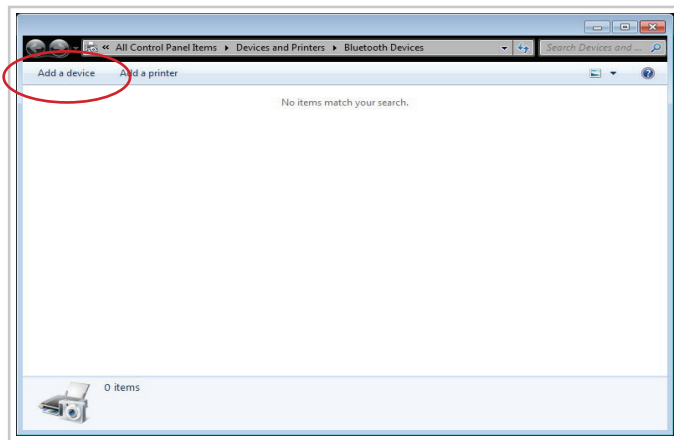 « All Control Panel Items ▸ Devices and Printers ▸ Bluetooth Devices Search Devices and ...
Add a device Add a printer
No items match your search.
0 items